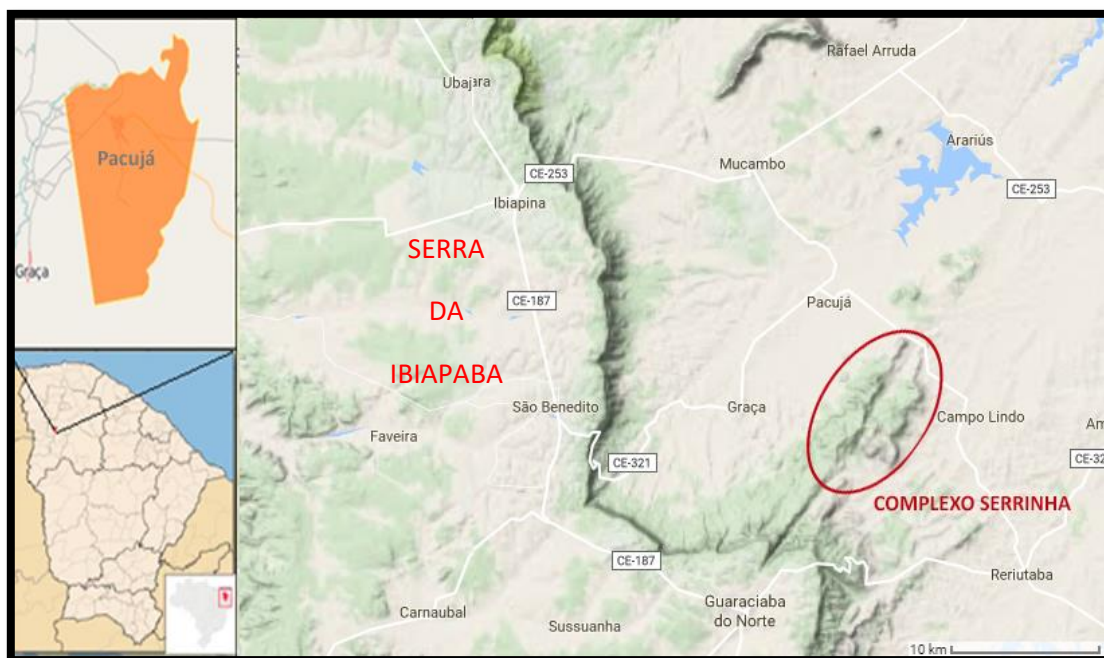 Pacujá
Graça
Rafael Arruda
Ubajara
Arariús
Mucambo
CE-253
CE-253
Ibiapina
SERRA
DA
IBIAPABA
CE-187
Pacujá
São Benedito
Graça
Campo Lindo
Faveira
CE-321
COMPLEXO SERRINHA
CE-187
Reriutaba
Carnaubal
Guaraciaba
do Norte
Sussuanha
10 km